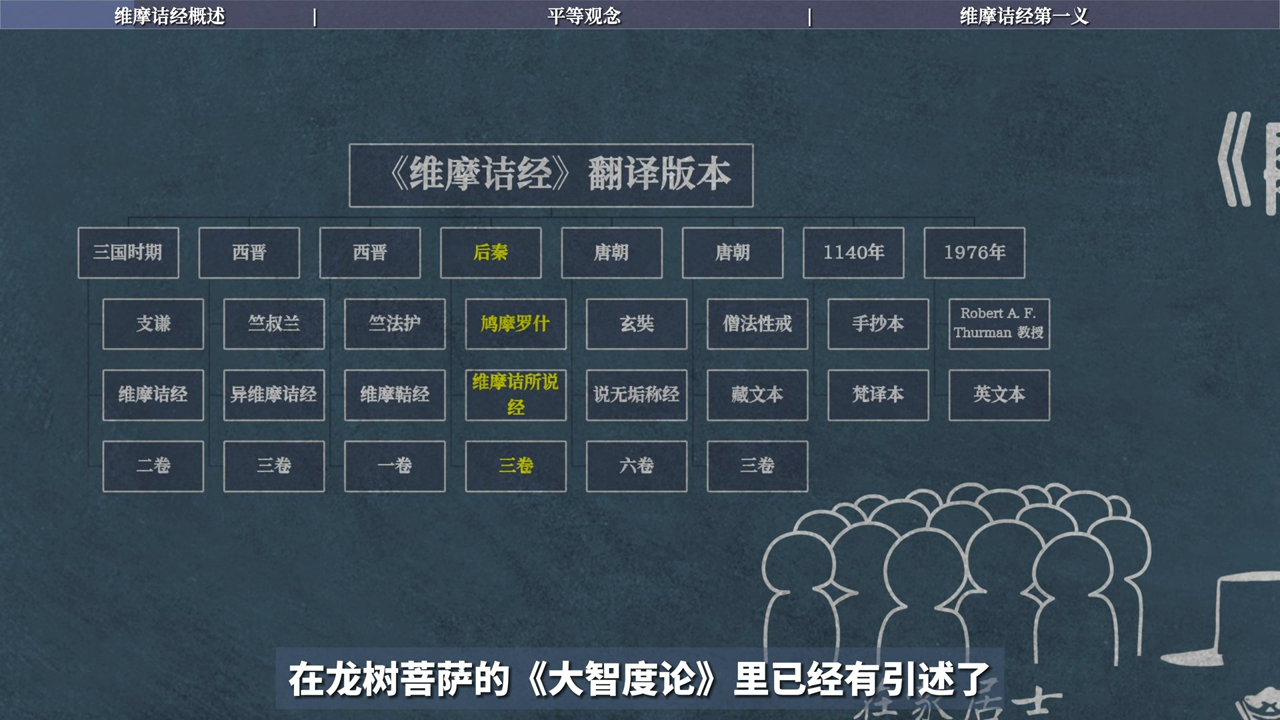 维摩诘经概述 | 平等观念 | 维摩诘经第一义
《维摩诘经》翻译版本
三国时期 西晋 西晋 后秦 唐朝 唐朝 1140年 1976年
支谦 竺叔兰 竺法护 鸠摩罗什 玄奘 僧法性戒 手抄本 Robert A. F.
Thurman 教授
维摩诘经 异维摩诘经 维摩鞊经 维摩诘所说
经 说无垢称经 藏文本 梵译本 英文本
二卷 三卷 一卷 三卷 六卷 三卷
《
在龙树菩萨的《大智度论》里已经有引述了
在家居士